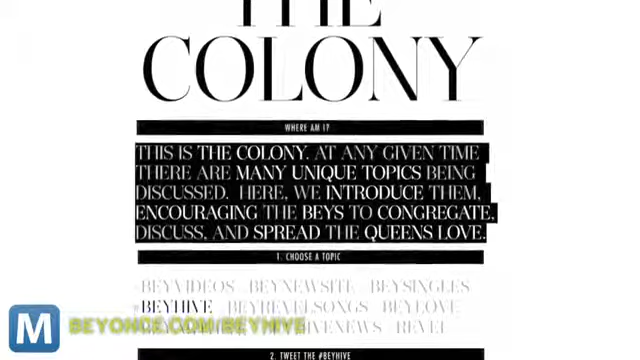 THE
COLONY
WHERE AM I?
THIS IS THE COLONY. AT ANY GIVEN TIME
THERE ARE MANY UNIQUE TOPICS BEING
DISCUSSED. HERE, WE INTRODUCE THEM,
ENCOURAGING THE BEYS TO CONGREGATE,
DISCUSS, AND SPREAD THE QUEENS LOVE.
1. CHOOSE A TOPIC
BEYVIDEOS BEYNEWSITE BEYSINGLES
BEYHIVE BEYREVELSONGS BEYLOVE
M BEYONCE.COM/BEYHIVE
2. TWEET THE #BEYHIVE